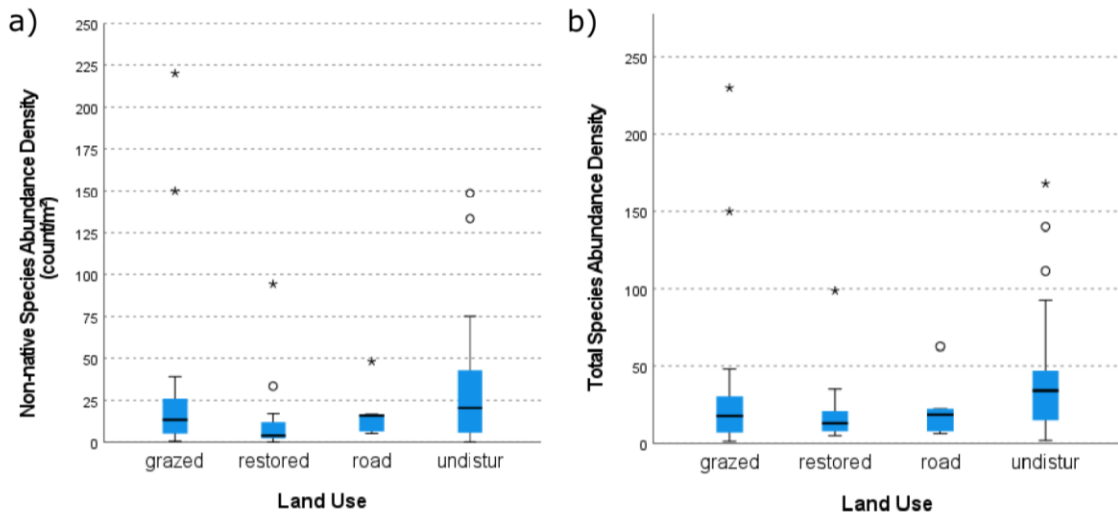 a)
Non-native Species Abundance Density
(count/m²)
250
225
200
175
150
125
100
75
50
25
0
grazed restored road undistur
Land Use
b)
Total Species Abundance Density
250
200
150
100
50
0
grazed restored road undistur
Land Use